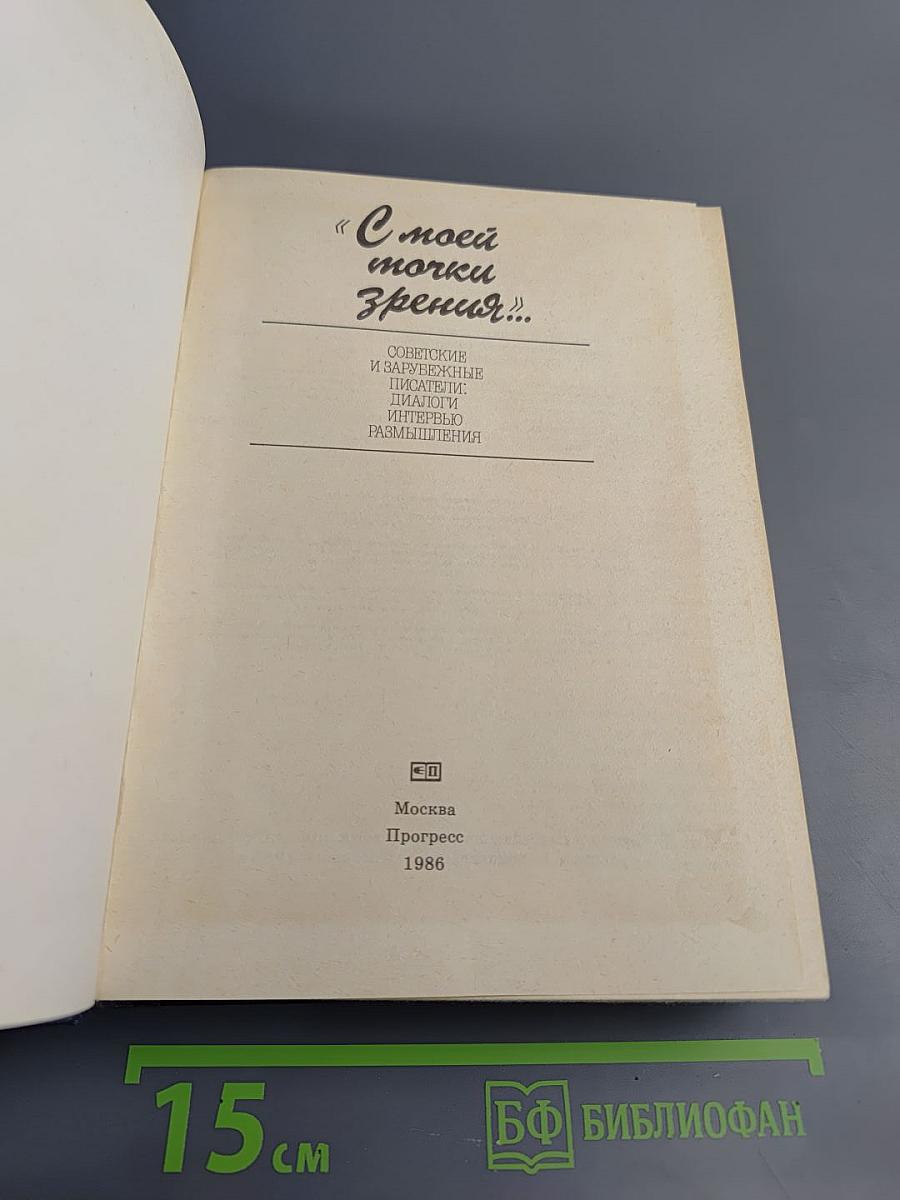 «С моей
точки
зрения»...
СОВЕТСКИЕ
И ЗАРУБЕЖНЫЕ
ПИСАТЕЛИ:
ДИАЛОГИ
ИНТЕРВЬЮ
РАЗМЫШЛЕНИЯ
П
Москва
Прогресс
1986
15 см
БФ БИБЛИОФАН